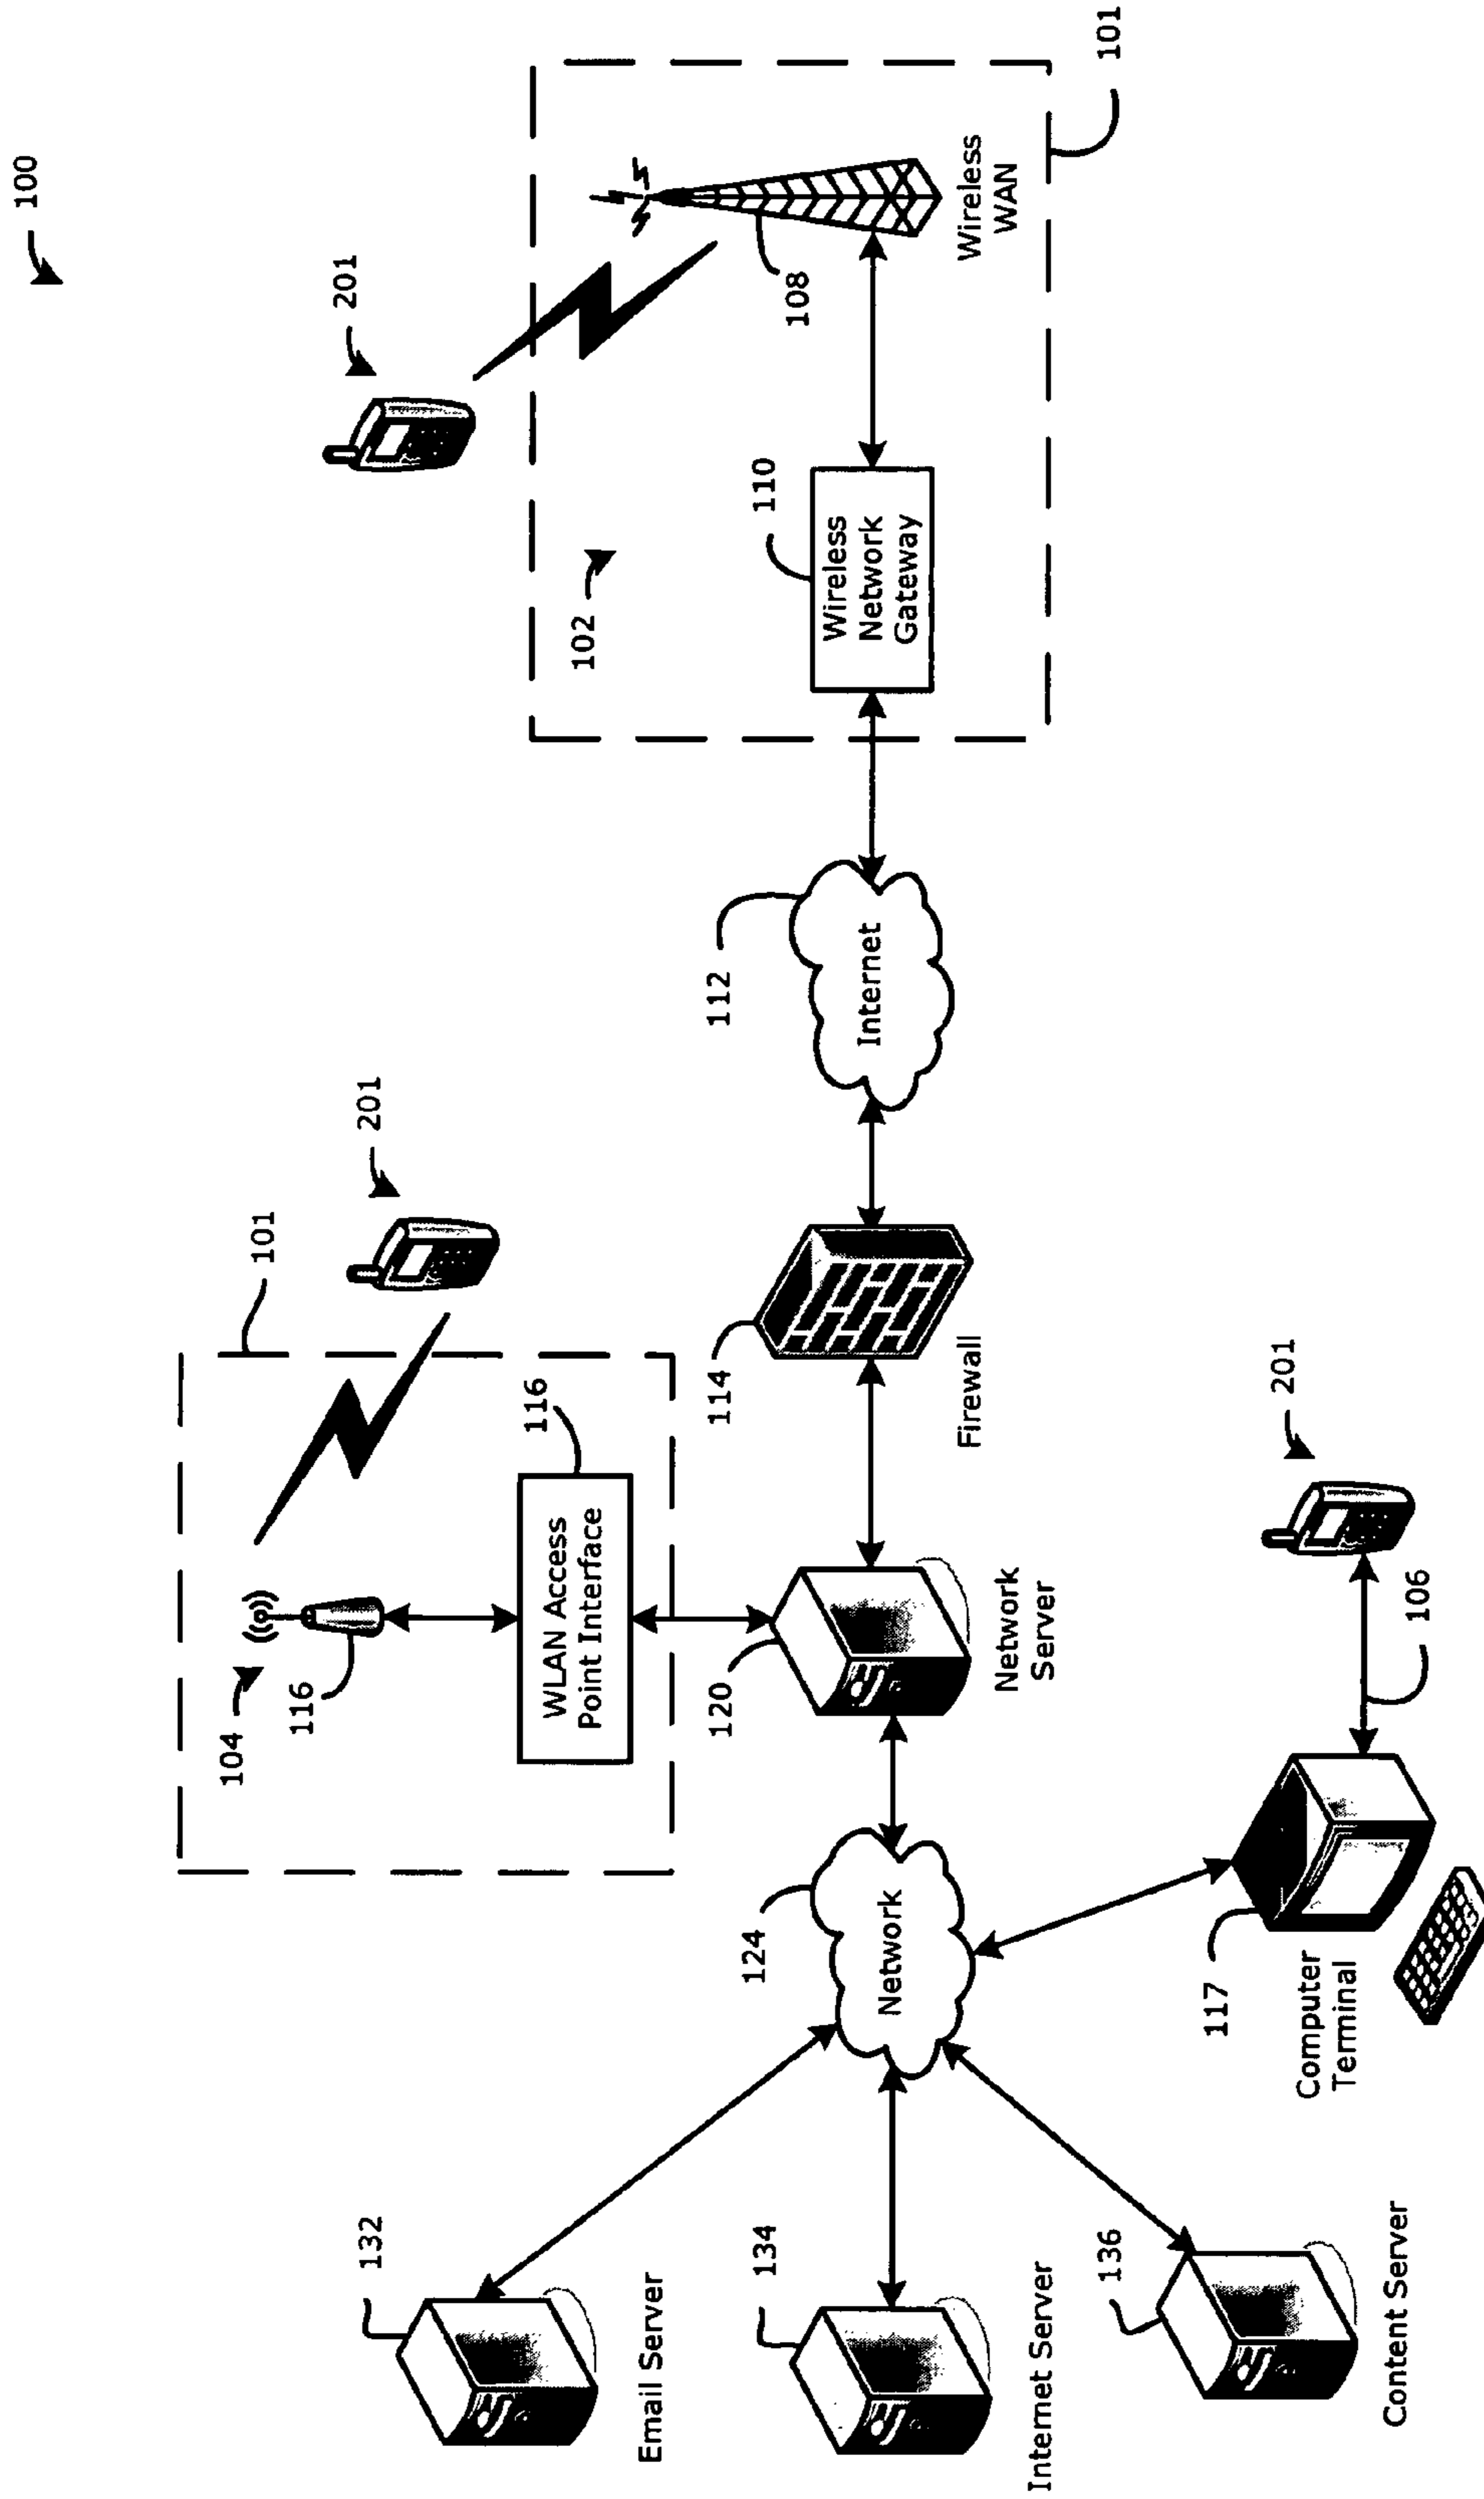 100
201
101
201
104
116
116
WLAN Access
Point Interface
102
110
Wireless
Network
Gateway
108
Wireless
WAN
101
112
Internet
114
Firewall
120
Network
Server
124
Network
132
Email Server
134
Internet Server
136
Content Server
117
Computer
Terminal
106
201